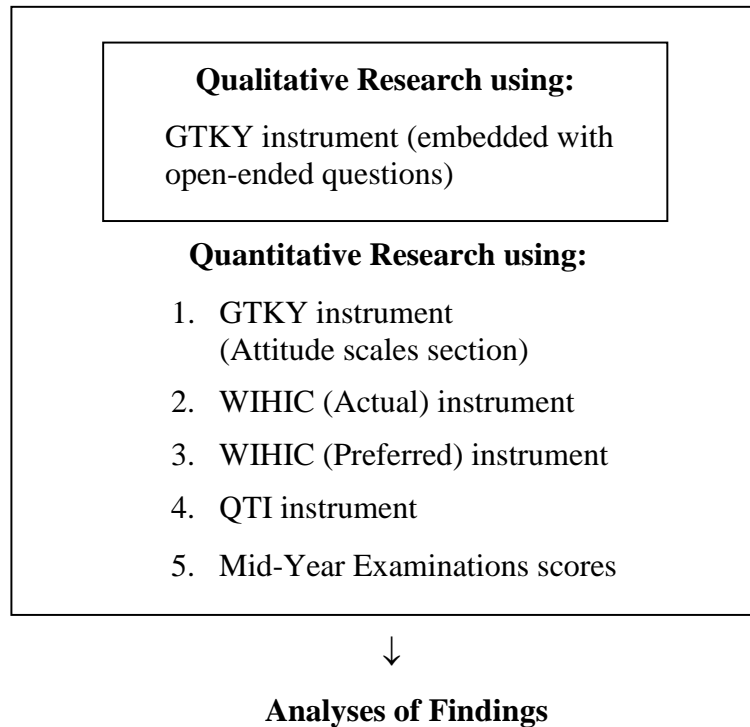 Qualitative Research using:
GTKY instrument (embedded with
open-ended questions)
Quantitative Research using:
1. GTKY instrument
(Attitude scales section)
2. WIHIC (Actual) instrument
3. WIHIC (Preferred) instrument
4. QTI instrument
5. Mid-Year Examinations scores
↓
Analyses of Findings